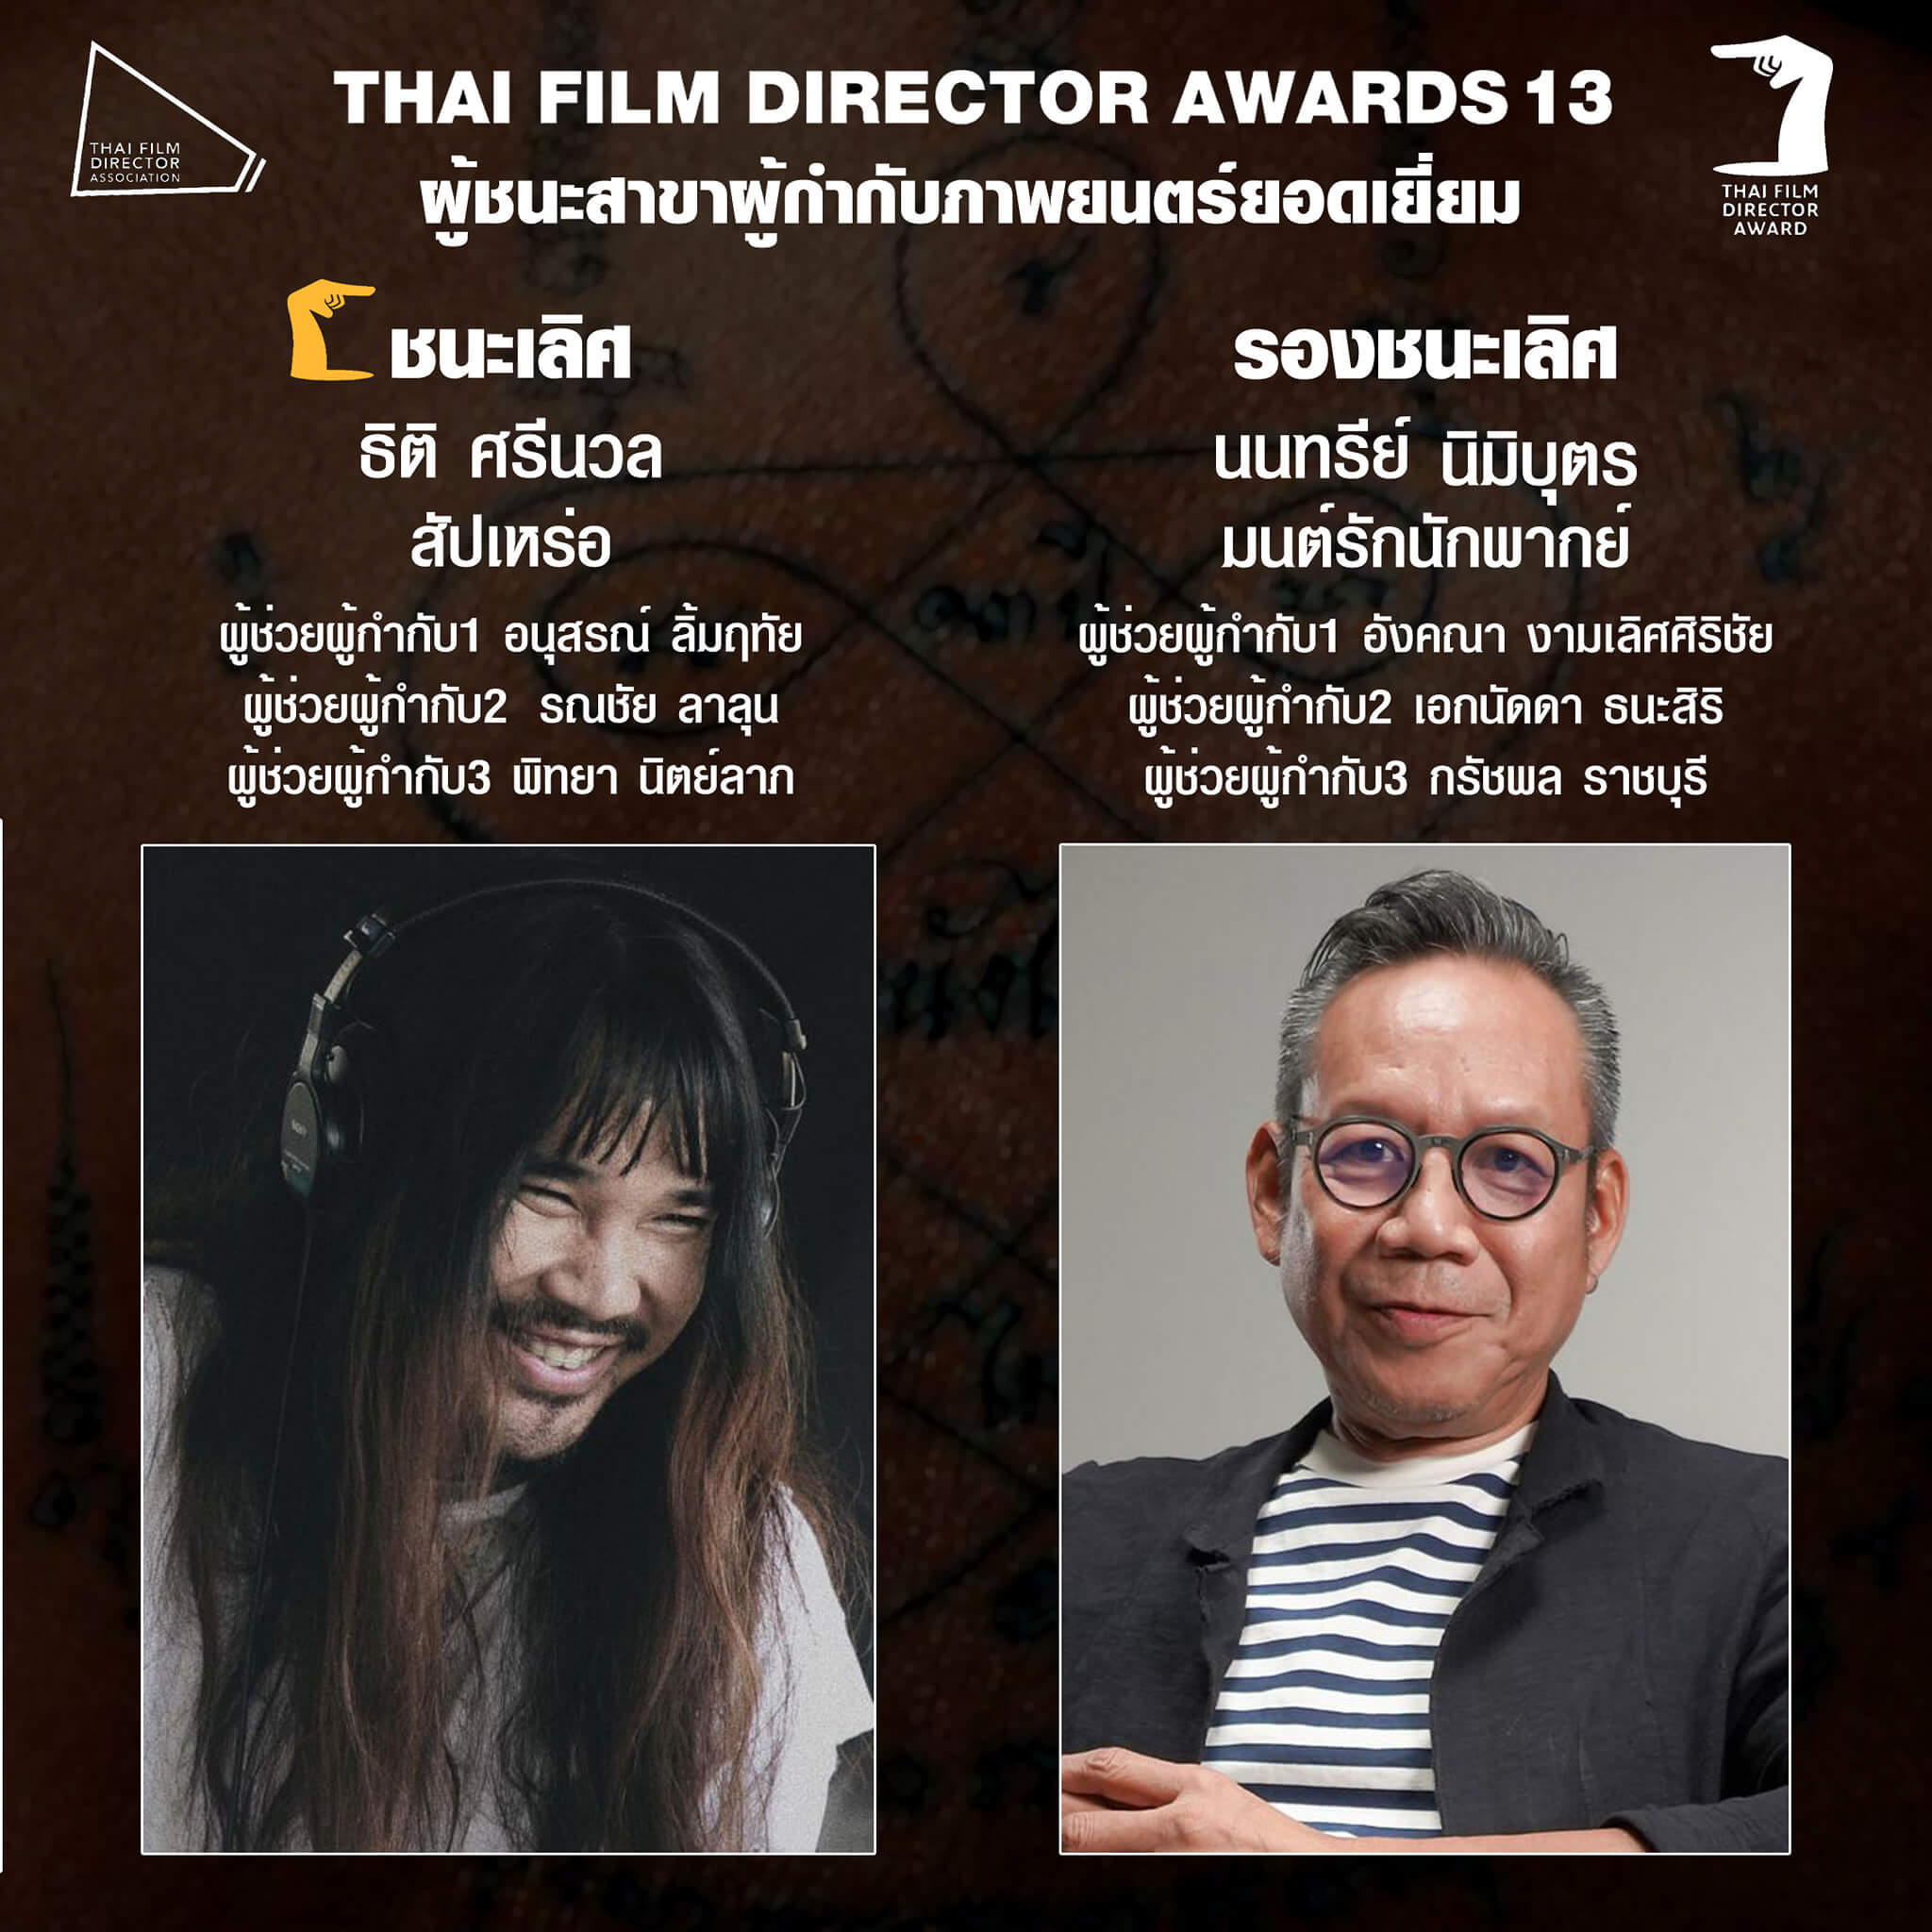 THAI FILM
DIRECTOR
ASSOCIATION
THAI FILM DIRECTOR AWARDS 13
ผู้ชนะสาขาผู้กำกับภาพยนตร์ยอดเยี่ยม
THAI FILM
DIRECTOR
AWARD
ชนะเลิศ
ธิติ ศรีนวล
สัปเหร่อ
ผู้ช่วยผู้กำกับ1 อนุสรณ์ ลิ้มฤทัย
ผู้ช่วยผู้กำกับ2 รณชัย ลาลุน
ผู้ช่วยผู้กำกับ3 พิทยา นิตย์ลาภ
รองชนะเลิศ
นนทรีย์ นิมิบุตร
มนต์รักนักพากย์
ผู้ช่วยผู้กำกับ1 อังคณา งามเลิศศิริชัย
ผู้ช่วยผู้กำกับ2 เอกนัดดา ธนะสิริ
ผู้ช่วยผู้กำกับ3 กรัชพล ราชบุรี